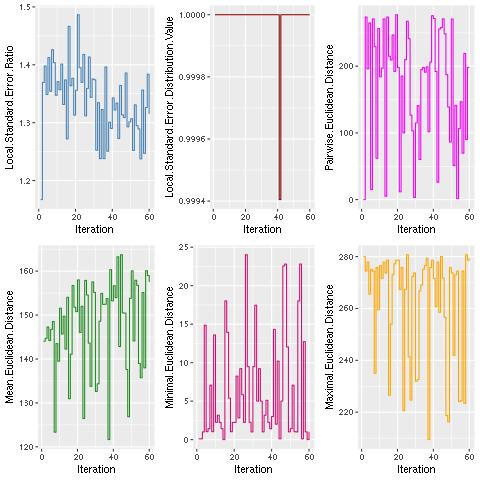 Local.Standard.Error.Ratio
1.5
1.4
1.3
1.2
0 20 40 60
Iteration
Local.Standard.Error.Distribution.Value
1.0000
0.9998
0.9996
0.9994
0 20 40 60
Iteration
Pairwise.Euclidean.Distance
200
100
0
0 20 40 60
Iteration
Mean.Euclidean.Distance
160
150
140
130
120
0 20 40 60
Iteration
Minimal.Euclidean.Distance
25
20
15
10
5
0
0 20 40 60
Iteration
Maximal.Euclidean.Distance
280
260
240
220
0 20 40 60
Iteration